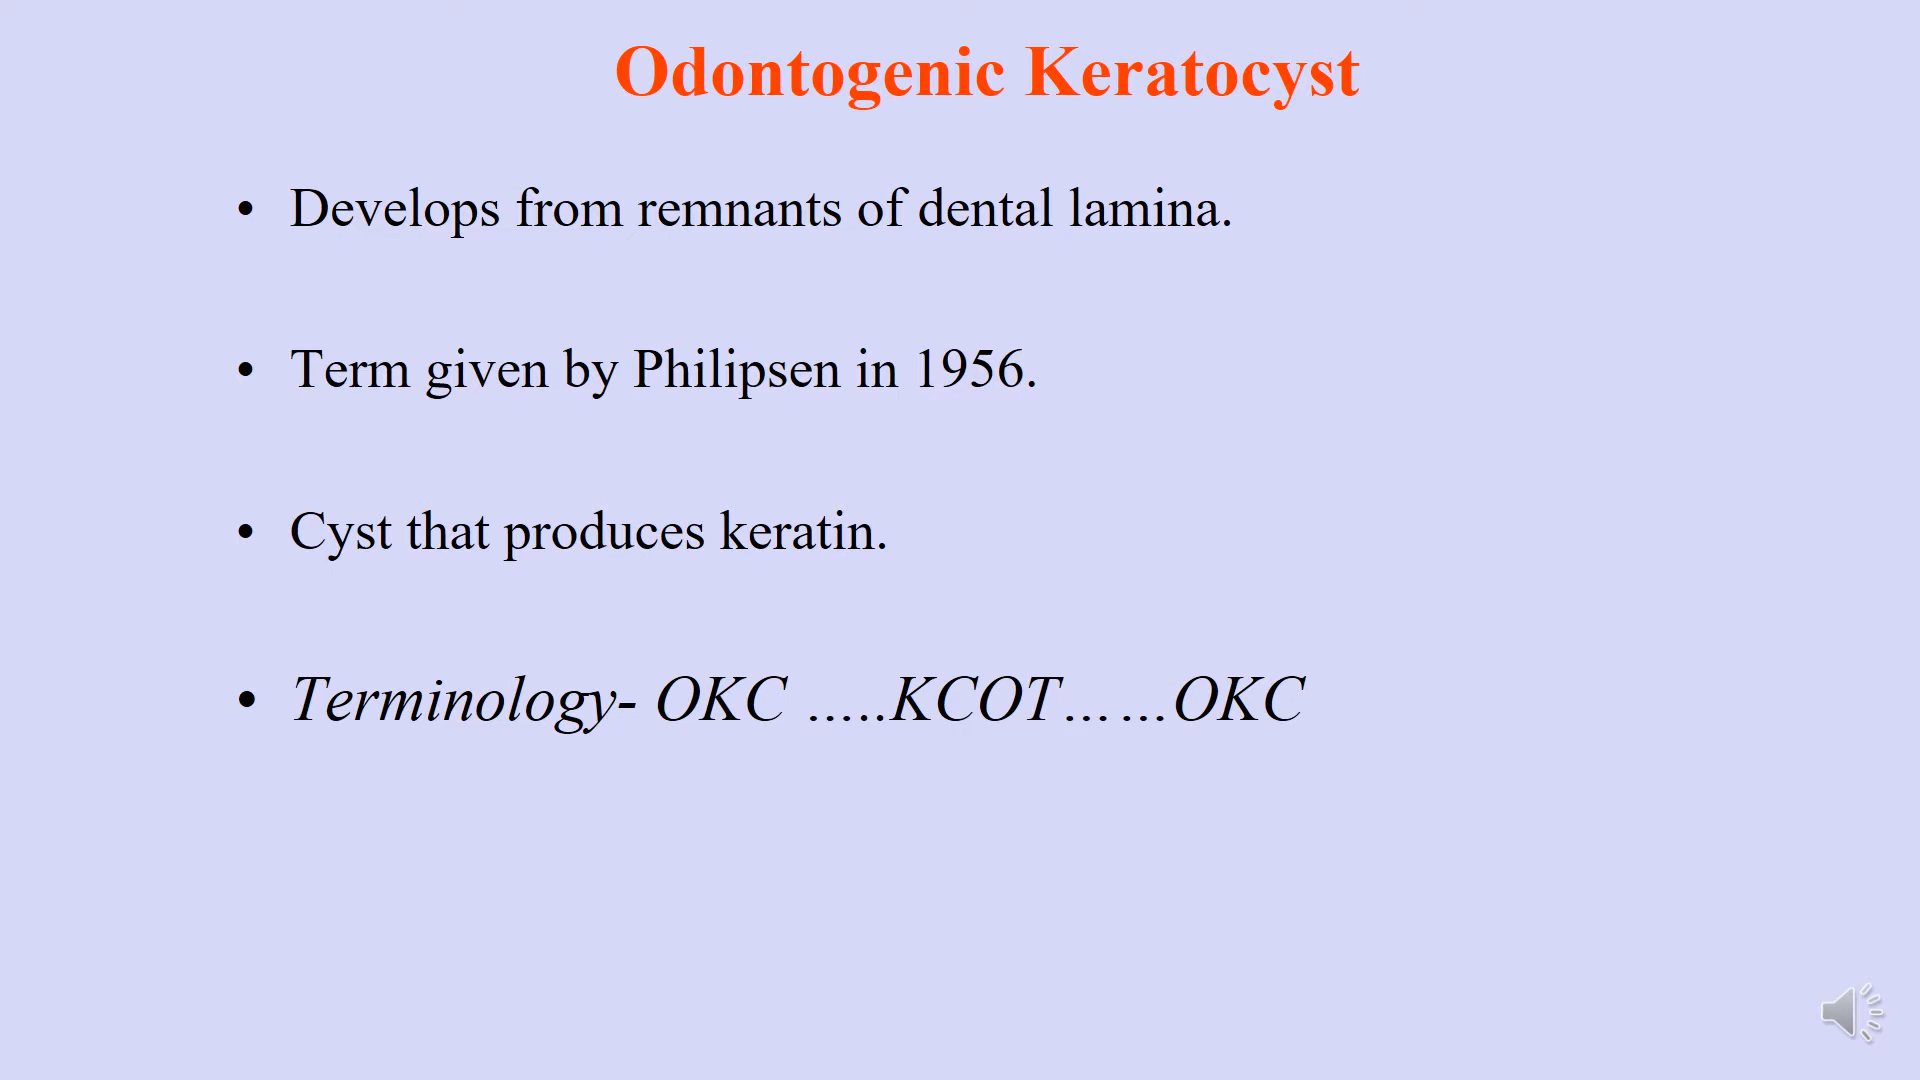 Odontogenic Keratocyst
• Develops from remnants of dental lamina.
• Term given by Philipsen in 1956.
• Cyst that produces keratin.
• Terminology- OKC …..KCOT……OKC